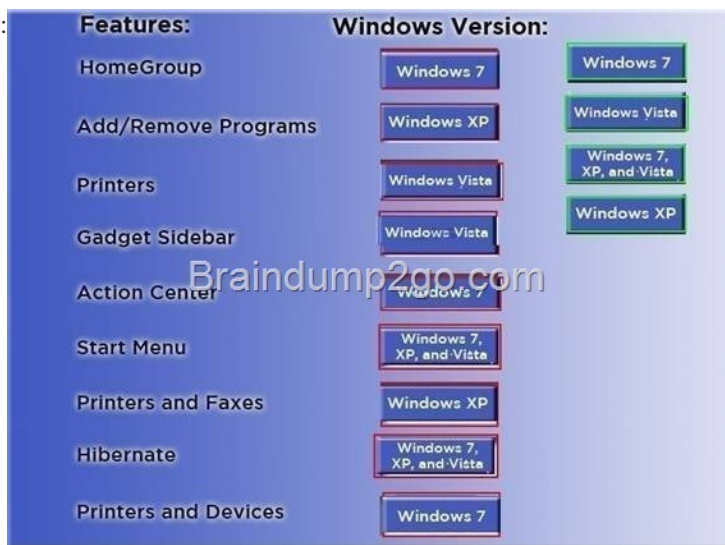 :
Features: Windows Version:
HomeGroup Windows 7 Windows 7
Add/Remove Programs Windows XP Windows Vista
Printers Windows Vista Windows 7, XP, and Vista
Gadget Sidebar Windows Vista Windows XP
Action Center Windows 7
Braindump2go.com
Start Menu Windows 7, XP, and Vista
Printers and Faxes Windows XP
Hibernate Windows 7, XP, and Vista
Printers and Devices Windows 7